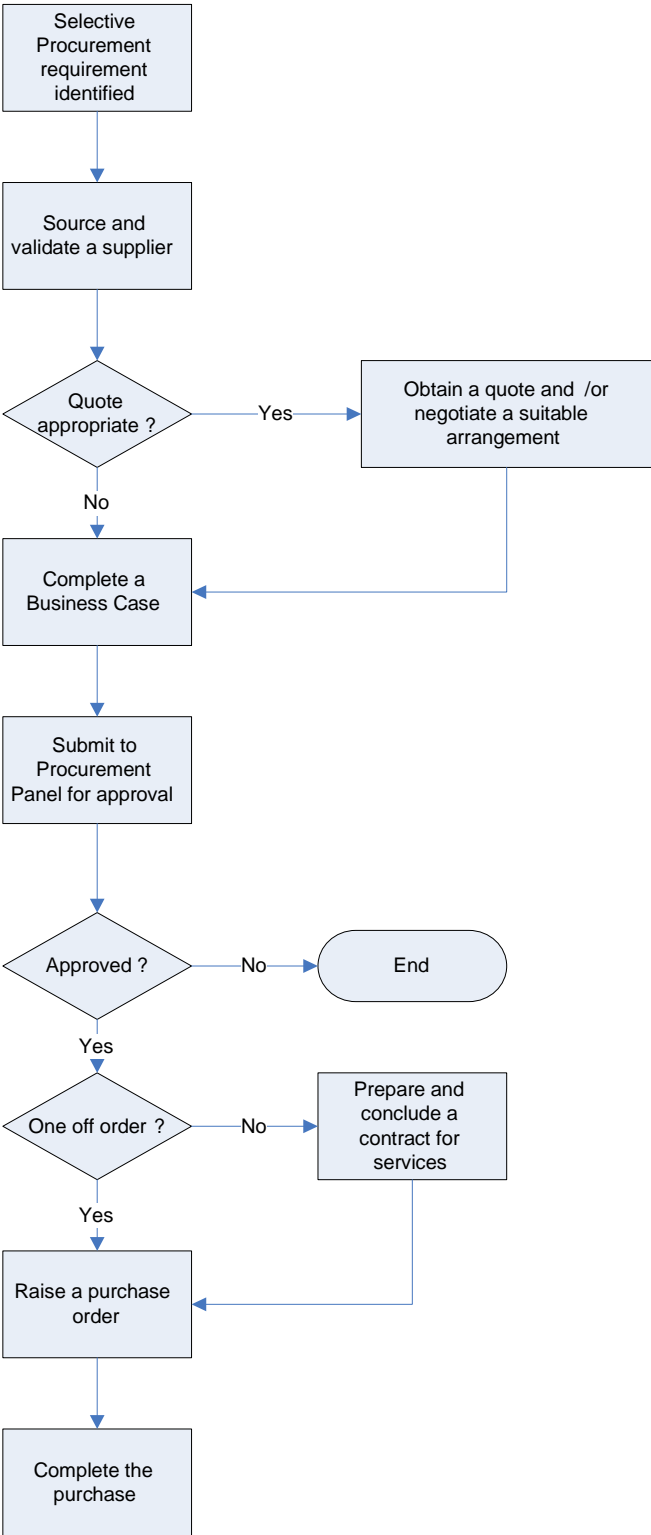 Selective
Procurement
requirement
identified
Source and
validate a supplier
Quote
appropriate ?
Yes
Obtain a quote and  /or
negotiate a suitable
arrangement
No
Complete a
Business Case
Submit to
Procurement
Panel for approval
Approved ?
No
End
Yes
One off order ?
No
Prepare and
conclude a
contract for
services
Yes
Raise a purchase
order
Complete the
purchase